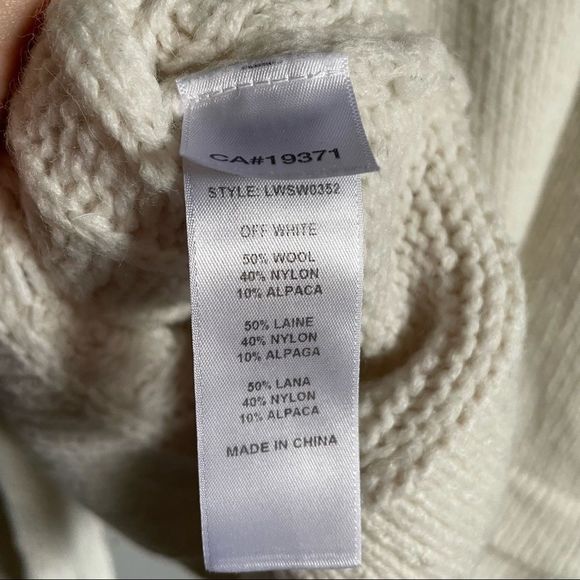 CA#19371
STYLE: LWSW0352
OFF WHITE
50% WOOL
40% NYLON
10% ALPACA
50% LAINE
40% NYLON
10% ALPAGA
50% LANA
40% NYLON
10% ALPACA
MADE IN CHINA